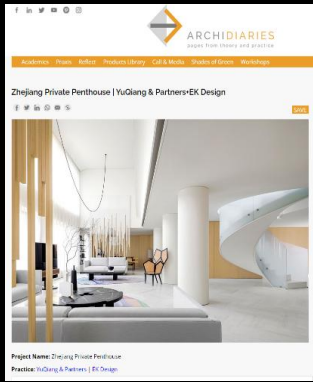 ARCHIDIARIES
pages from theory and practice
Academia Praxis Reflect Products Library Call & Media Shades of Green Workshops
Zhejiang Private Penthouse | YuQiang & Partners+EK Design
SAVE
Project Name: Zhejiang Private Penthouse
Practice: YuQiang & Partners | EK Design